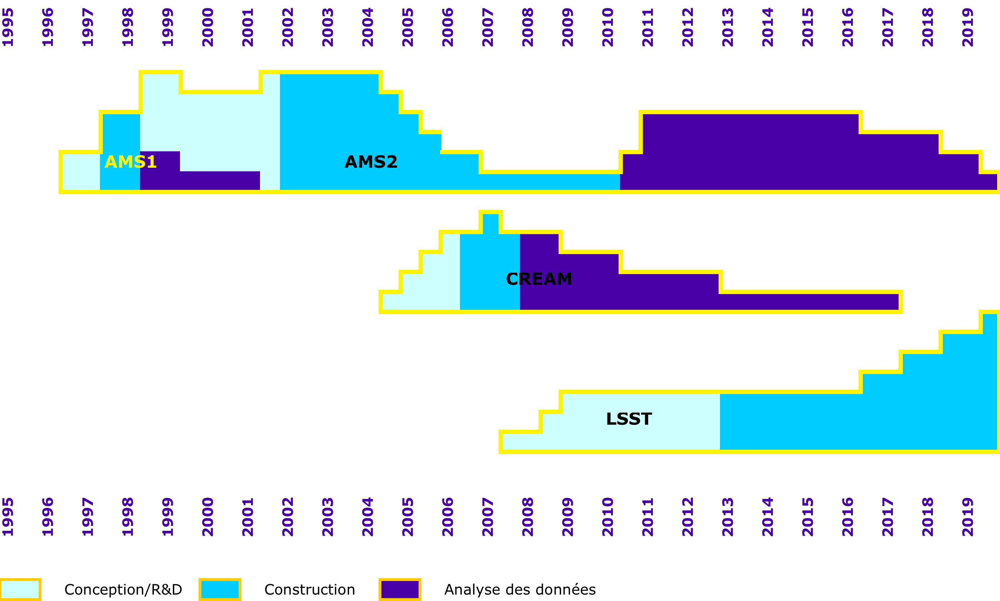 1995 1996 1997 1998 1999 2000 2001 2002 2003 2004 2005 2006 2007 2008 2009 2010 2011 2012 2013 2014 2015 2016 2017 2018 2019
AMS1 AMS2
CREAM
LSST
1995 1996 1997 1998 1999 2000 2001 2002 2003 2004 2005 2006 2007 2008 2009 2010 2011 2012 2013 2014 2015 2016 2017 2018 2019
Conception/R&D Construction Analyse des données